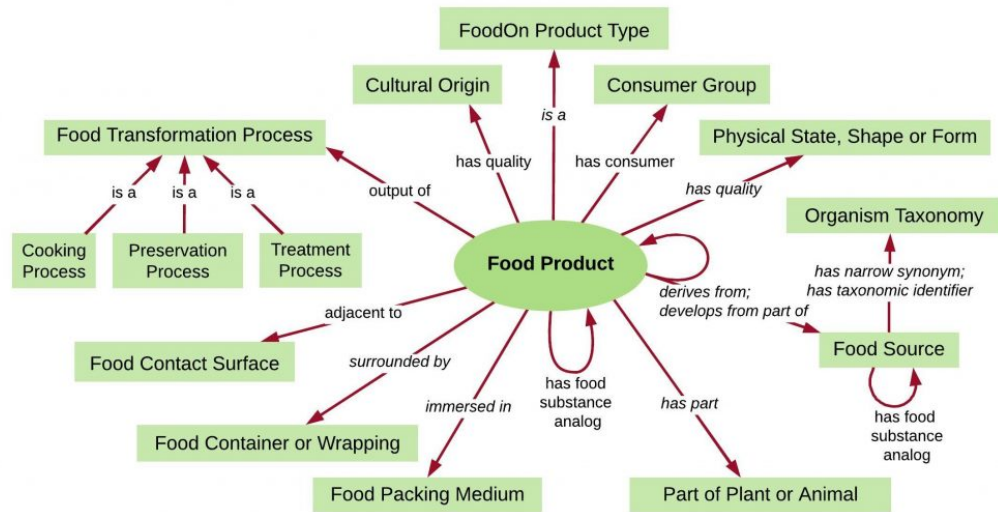 FoodOn Product Type
Cultural Origin
Consumer Group
is a
Food Transformation Process
Physical State, Shape or Form
has quality
has consumer
is a
is a
is a
output of
has quality
Organism Taxonomy
Cooking
Process
Preservation
Process
Treatment
Process
Food Product
has narrow synonym;
has taxonomic identifier
derives from;
develops from part of
adjacent to
Food Contact Surface
surrounded by
Food Source
immersed in
has food
substance
analog
has part
has food
substance
analog
Food Container or Wrapping
Food Packing Medium
Part of Plant or Animal